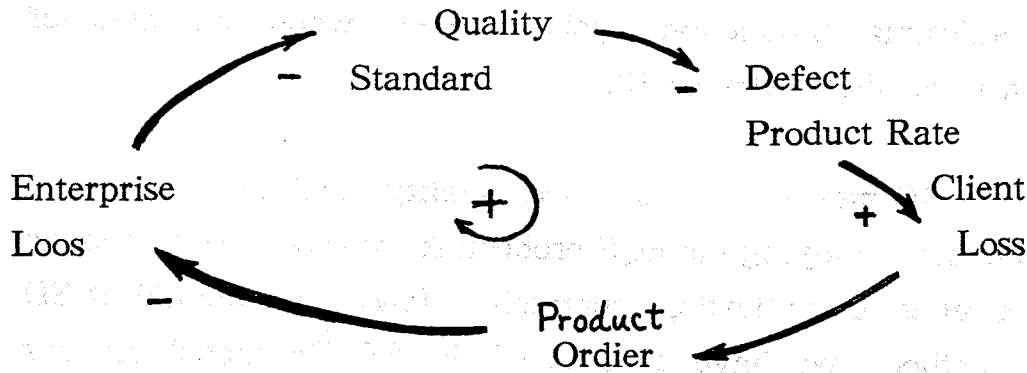 Quality
Standard
Defect
Product Rate
Client
Loss
Product
Ordier
Enterprise
Loos
-
-
+
-
+